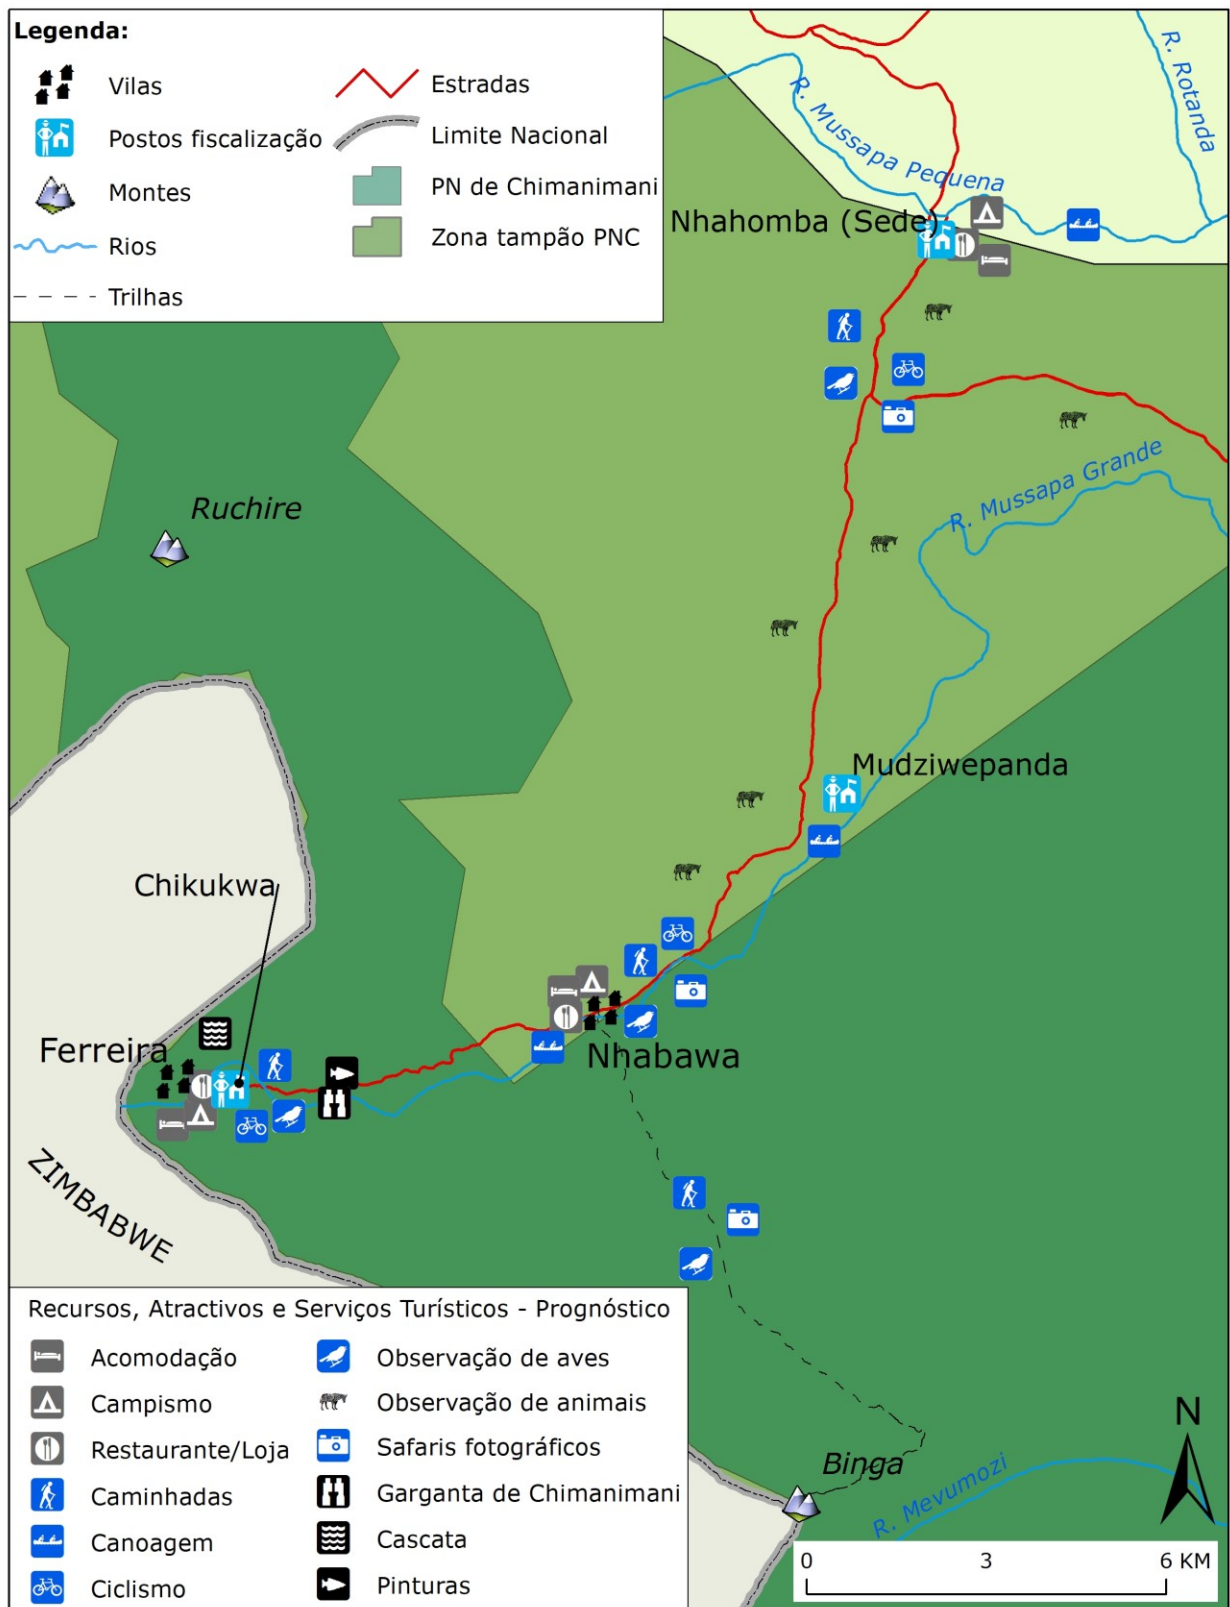 Legenda:
Vilas
Postos fiscalização
Montes
Rios
Trilhas
Estradas
Limite Nacional
PN de Chimanimani
Zona tampão PNC
R. Rotanda
R. Mussapa Pequena
Nhahomba (Sede)
R. Mussapa Grande
Ruchire
Mudziwepanda
Chikukwa
Ferreira
Nhabawa
ZIMBABWE
Recursos, Atractivos e Serviços Turísticos - Prognóstico
Acomodação
Campismo
Restaurante/Loja
Caminhadas
Canoagem
Ciclismo
Observação de aves
Observação de animais
Safaris fotográficos
Garganta de Chimanimani
Cascata
Pinturas
Binga
R. Mevumozi
N
0 3 6 KM